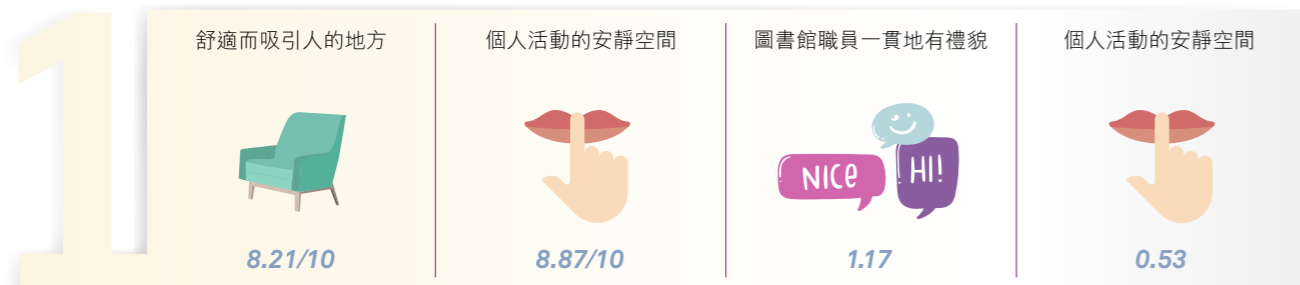 1
舒適而吸引人的地方
個人活動的安靜空間
圖書館職員一貫地有禮貌
個人活動的安靜空間
NICe
HI!
8.21/10
8.87/10
1.17
0.53